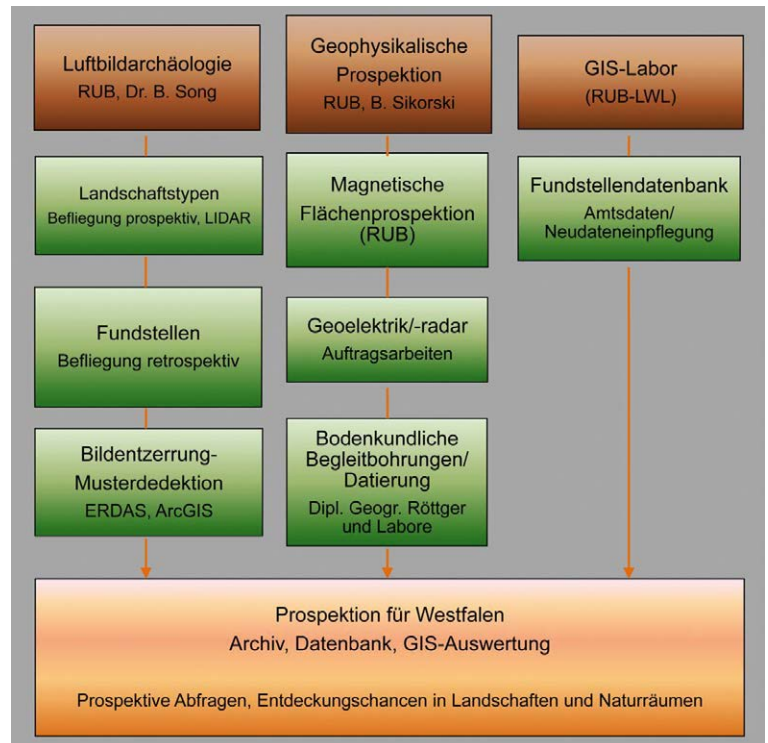 Luftbildarchäologie
RUB, Dr. B. Song
Landschaftstypen
Befliegung prospektiv, LIDAR
Fundstellen
Befliegung retrospektiv
Bildentzerrung-
Musterdedektion
ERDAS, ArcGIS
Geophysikalische
Prospektion
RUB, B. Sikorski
Magnetische
Flächenprospektion
(RUB)
Geoelektrik/-radar
Auftragsarbeiten
Bodenkundliche
Begleitbohrungen/
Datierung
Dipl. Geogr. Röttger
und Labore
GIS-Labor
(RUB-LWL)
Fundstellendatenbank
Amtsdaten/
Neudateneinpflegung
Prospektion für Westfalen
Archiv, Datenbank, GIS-Auswertung
Prospektive Abfragen, Entdeckungschancen in Landschaften und Naturräumen